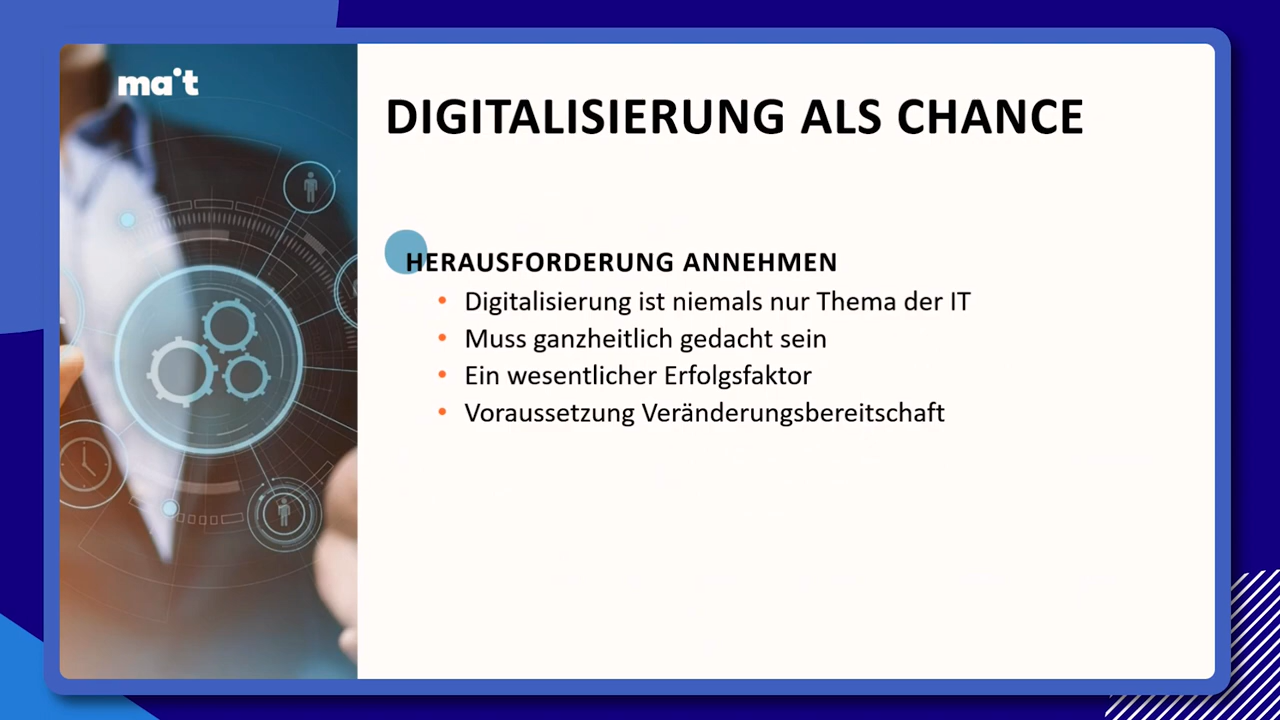 ma·t
DIGITALISIERUNG ALS CHANCE
HERAUSFORDERUNG ANNEHMEN
• Digitalisierung ist niemals nur Thema der IT
• Muss ganzheitlich gedacht sein
• Ein wesentlicher Erfolgsfaktor
• Voraussetzung Veränderungsbereitschaft